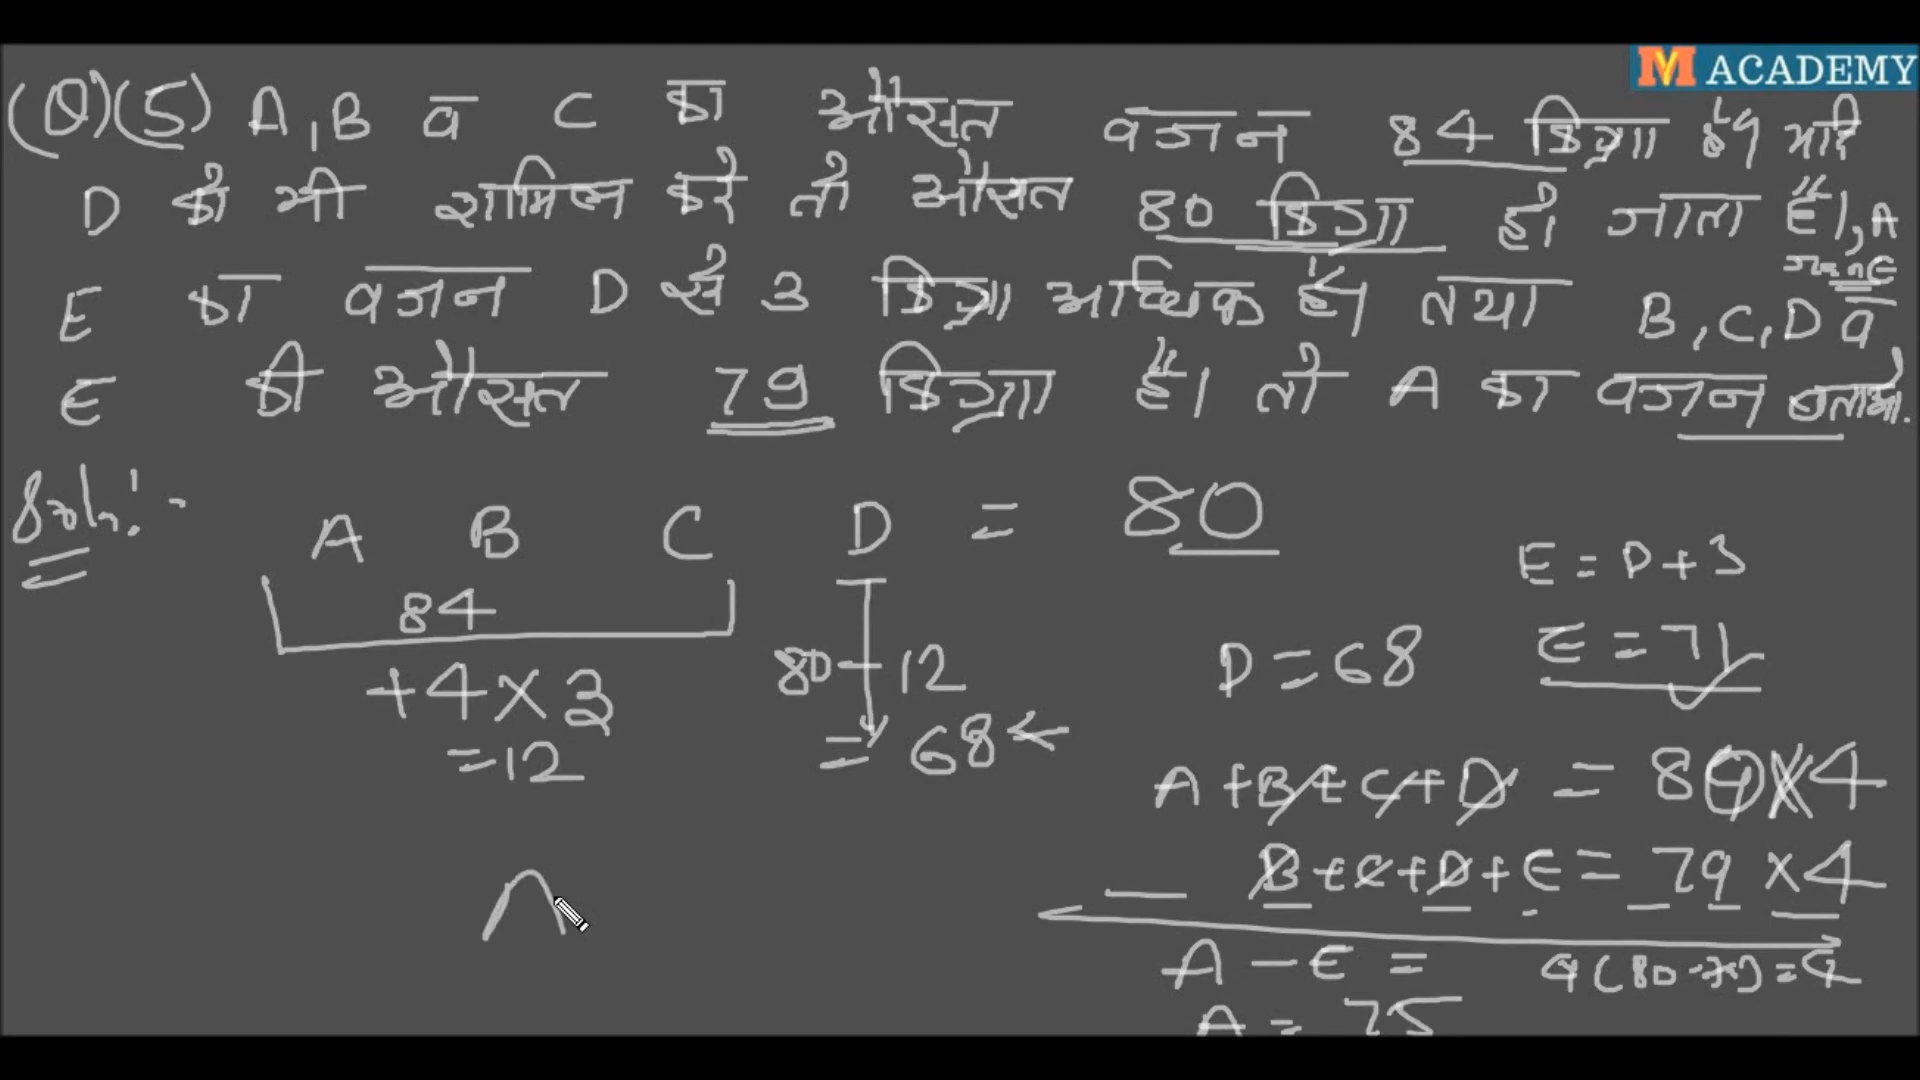 M ACADEMY
(Q)(5) A, B व C का औसत वजन 84 किग्रा है। यदि
D को भी शामिल करे तो औसत 80 किग्रा हो जाता है।, A
E का वजन D से 3 किग्रा अधिक है। तथा B, C, D व
E की औसत 79 किग्रा है। तो A का वजन बताओ.
Soln:-
A B C D = 80
84
+4×3
=12
80 12
= 68 ←
E = D+3
D = 68 E = 71
A+B+C+D = 80×4
B+C+D+E = 79×4
A - E = 4(80-79)=4
A = 75